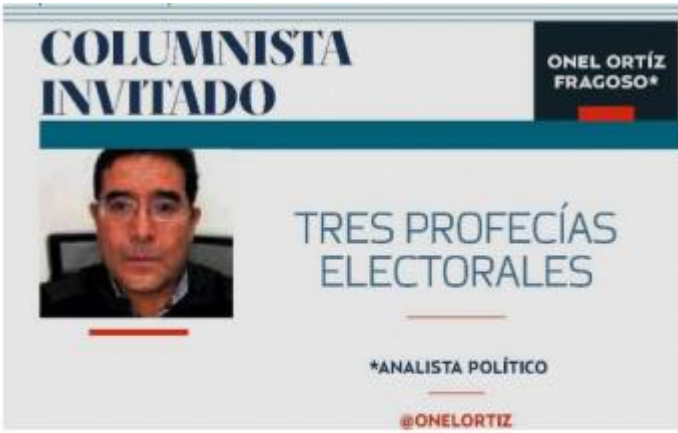 COLUMNISTA
INVITADO
ONEL ORTÍZ
FRAGOSO*
TRES PROFECÍAS
ELECTORALES
*ANALISTA POLÍTICO
@ONELORTIZ